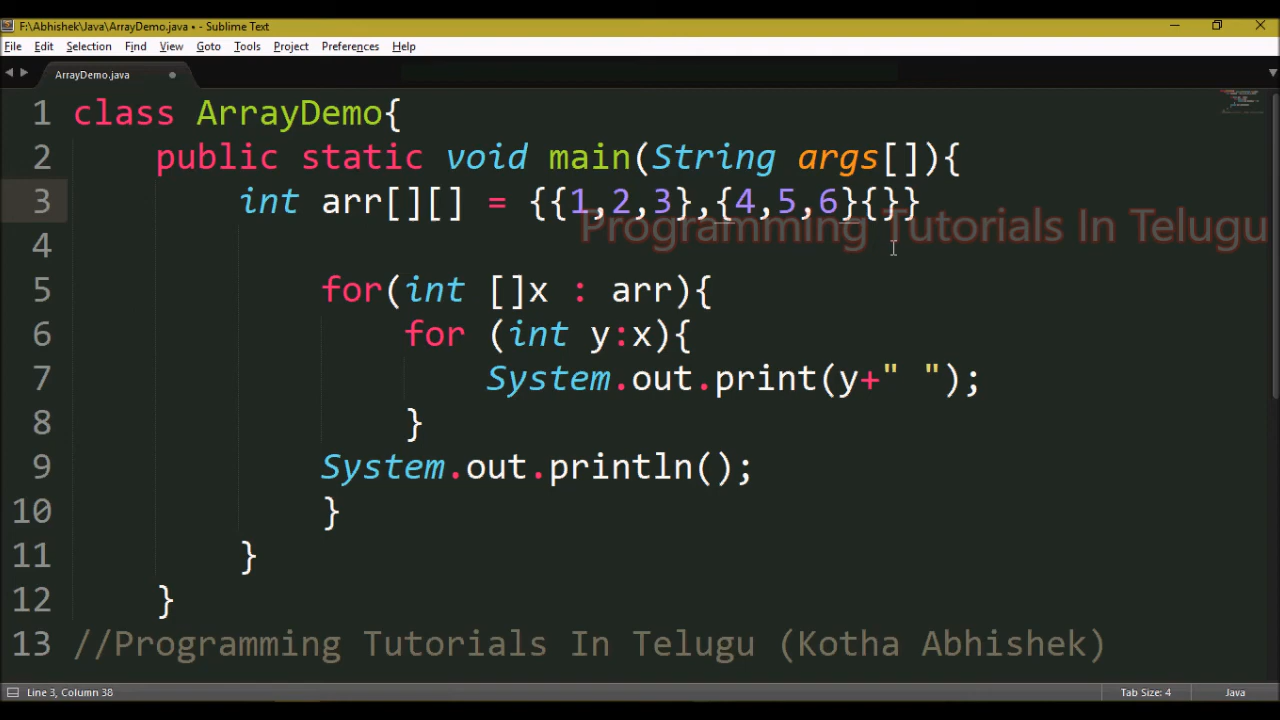 F:\Abhishek\Java\ArrayDemo.java • - Sublime Text
File Edit Selection Find View Goto Tools Project Preferences Help
ArrayDemo.java
1 class ArrayDemo{
2 public static void main(String args[]){
3 int arr[][] = {{1,2,3},{4,5,6}{}}
Programming Tutorials In Telugu
4
5 for(int []x : arr){
6 for (int y:x){
7 System.out.print(y+" ");
8 }
9 System.out.println();
10 }
11 }
12 }
13 //Programming Tutorials In Telugu (Kotha Abhishek)
Line 3, Column 38 Tab Size: 4 Java